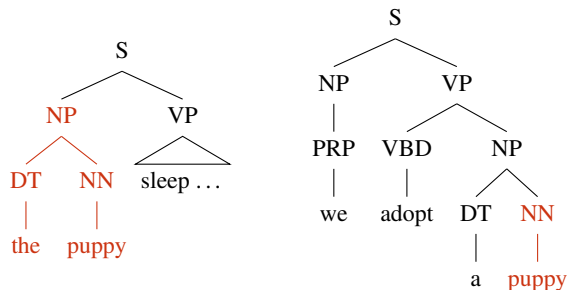 S
NP VP
DT NN sleep ...
the puppy
S
NP VP
PRP VBD NP
we adopt DT NN
a puppy